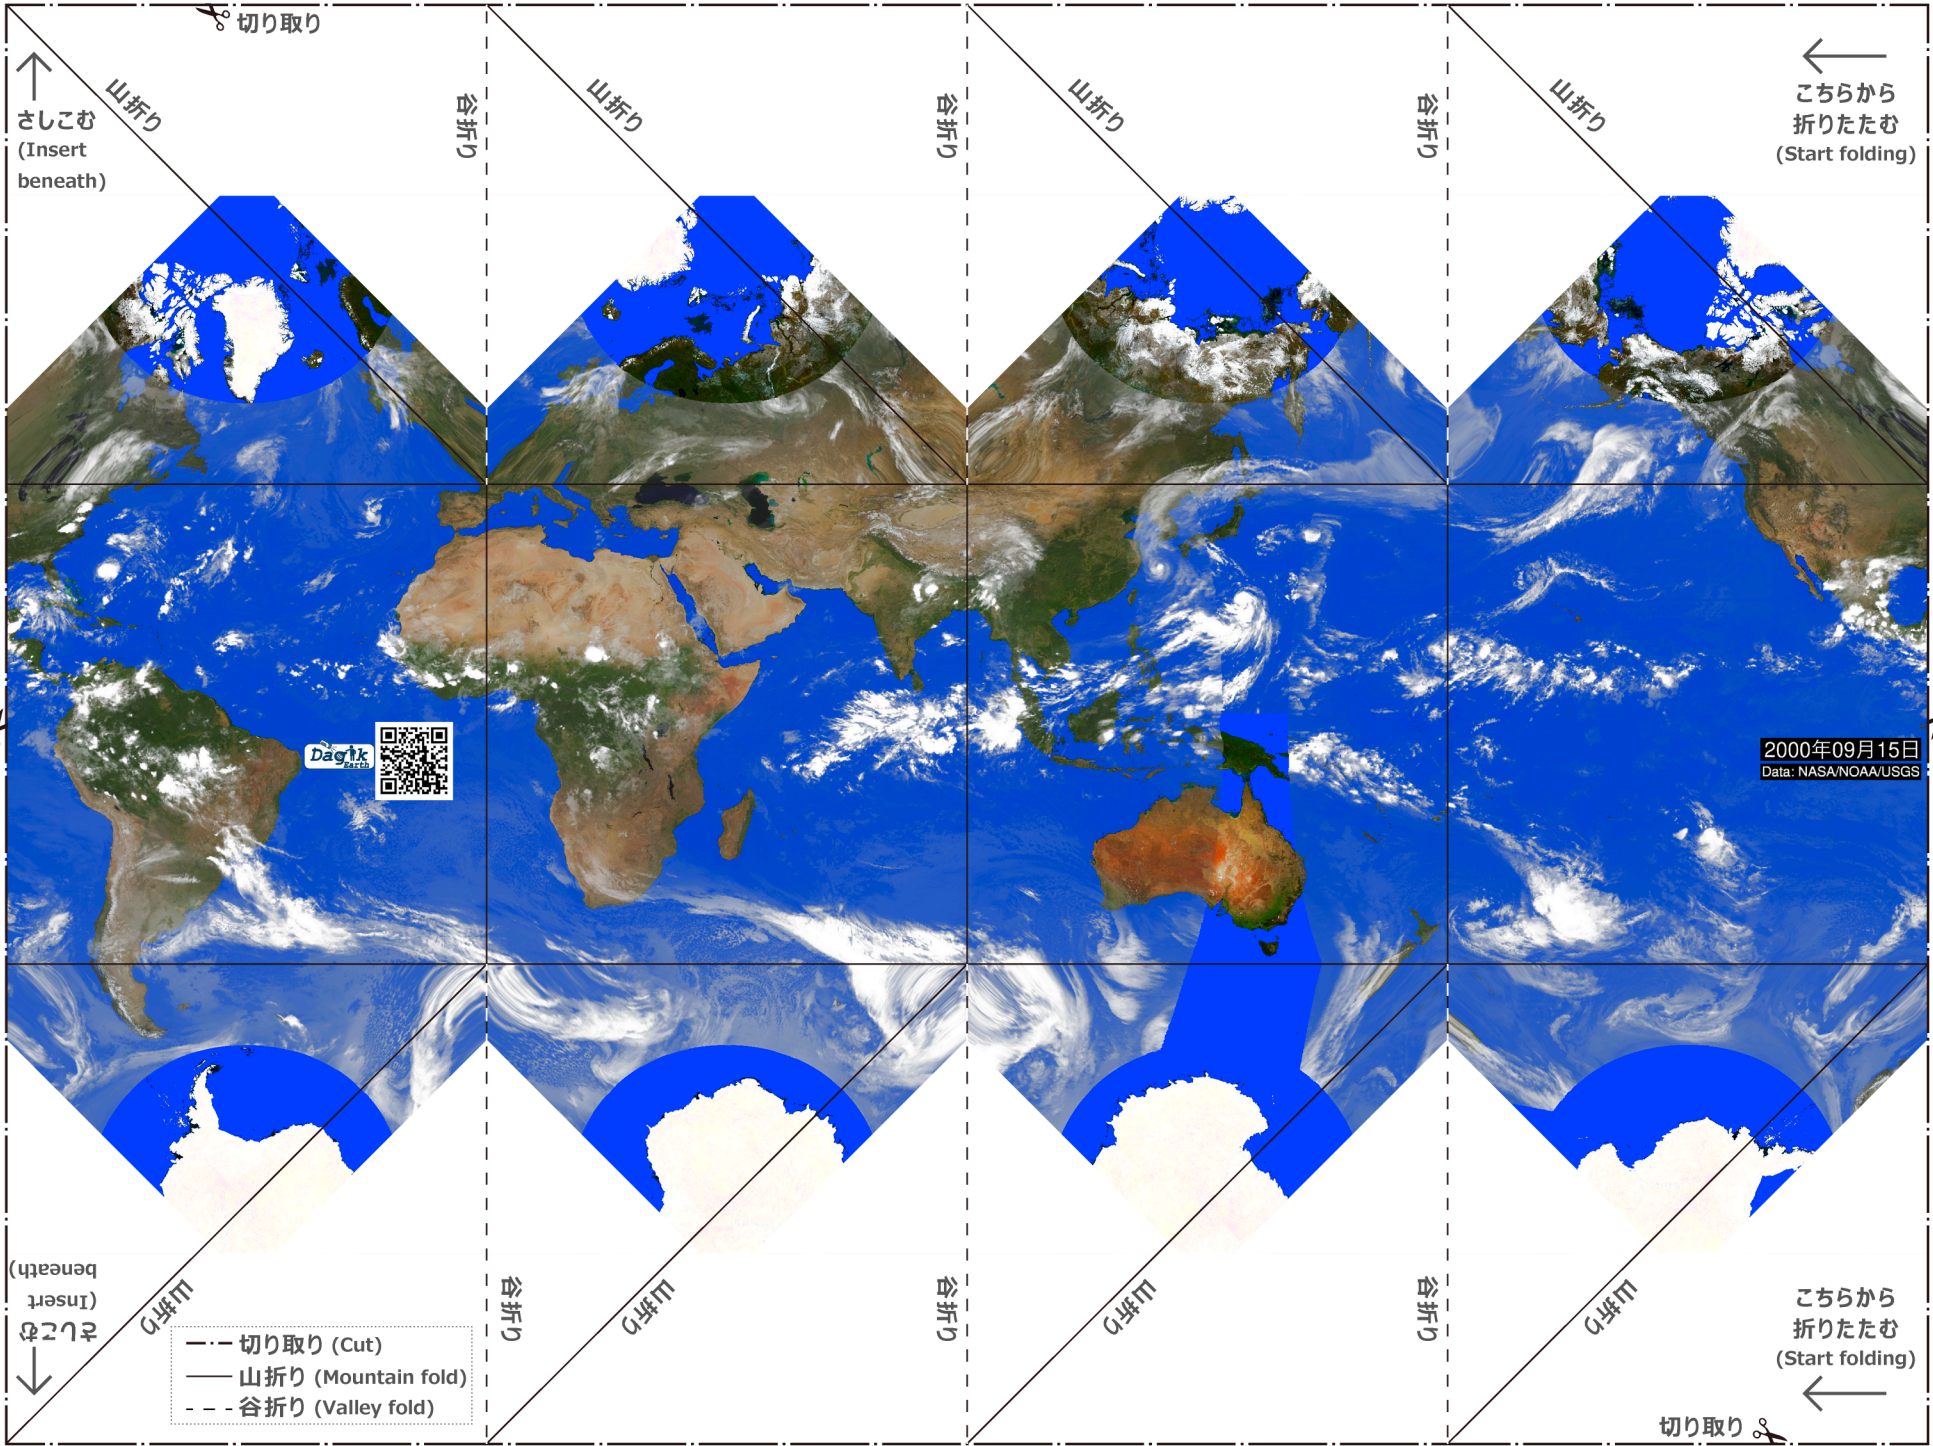 切り取り
山折り
谷折り
山折り
谷折り
山折り
谷折り
山折り
さしこむ
(Insert
beneath)
こちらから
折りたたむ
(Start folding)
Dagik
Earth
2000年09月15日
Data: NASA/NOAA/USGS
さしこむ
(Insert
beneath)
山折り
谷折り
山折り
谷折り
山折り
谷折り
山折り
こちらから
折りたたむ
(Start folding)
切り取り (Cut)
山折り (Mountain fold)
谷折り (Valley fold)
切り取り